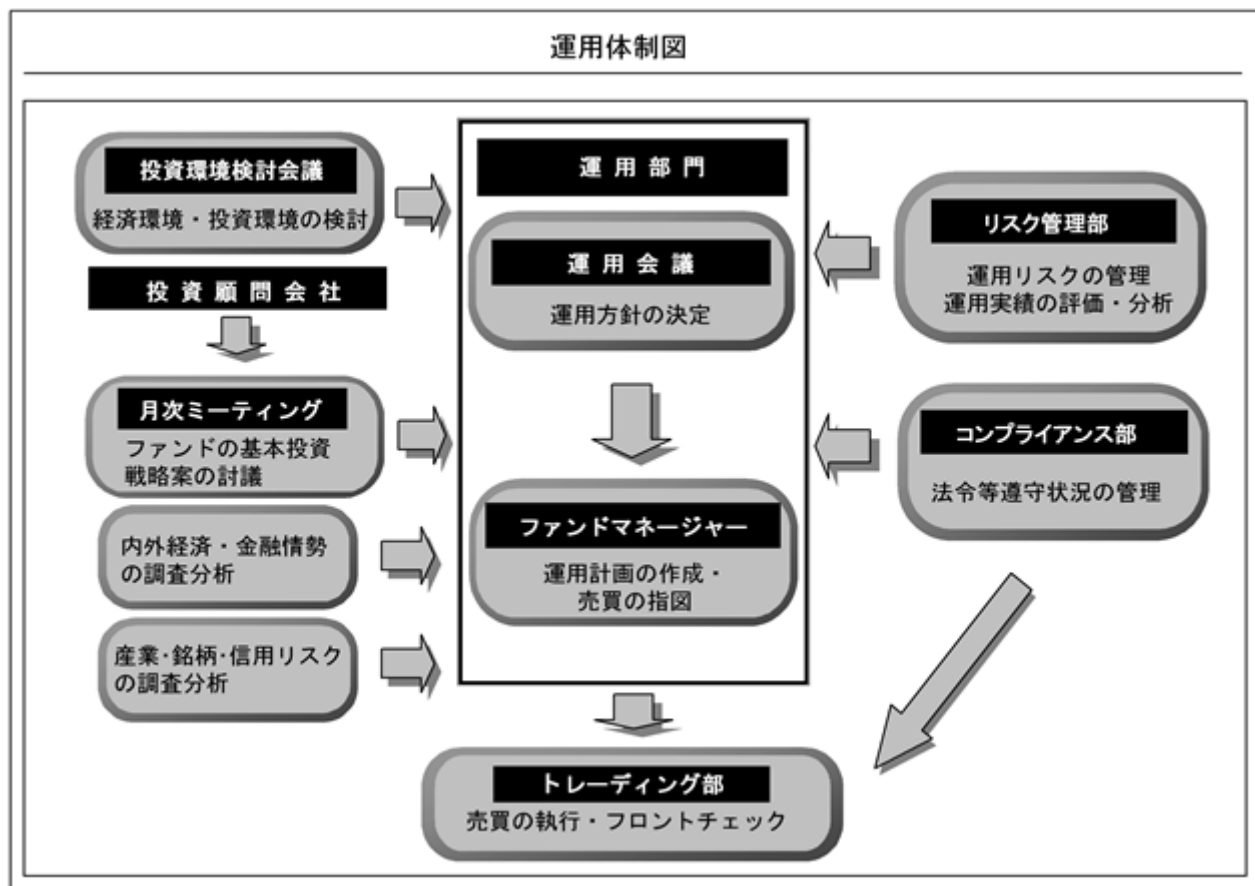 運用体制図
投資環境検討会議
経済環境・投資環境の検討
投資顧問会社
月次ミーティング
ファンドの基本投資
戦略案の討議
内外経済・金融情勢
の調査分析
産業・銘柄・信用リスク
の調査分析
運用部門
運用会議
運用方針の決定
ファンドマネージャー
運用計画の作成・
売買の指図
リスク管理部
運用リスクの管理
運用実績の評価・分析
コンプライアンス部
法令等遵守状況の管理
トレーディング部
売買の執行・フロントチェック